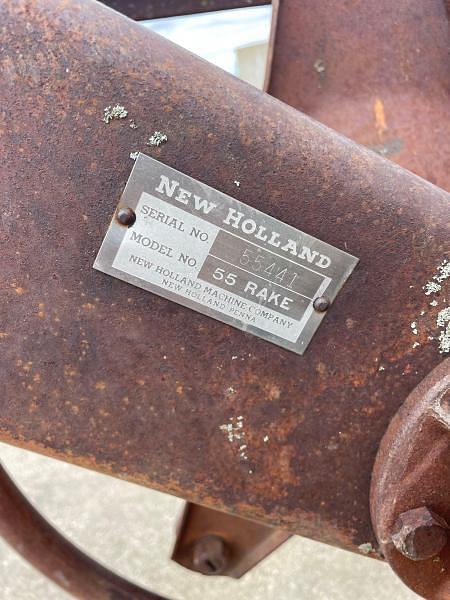 NEW HOLLAND
SERIAL NO 55441
MODEL NO 55 RAKE
NEW HOLLAND MACHINE COMPANY
NEW HOLLAND PENNA